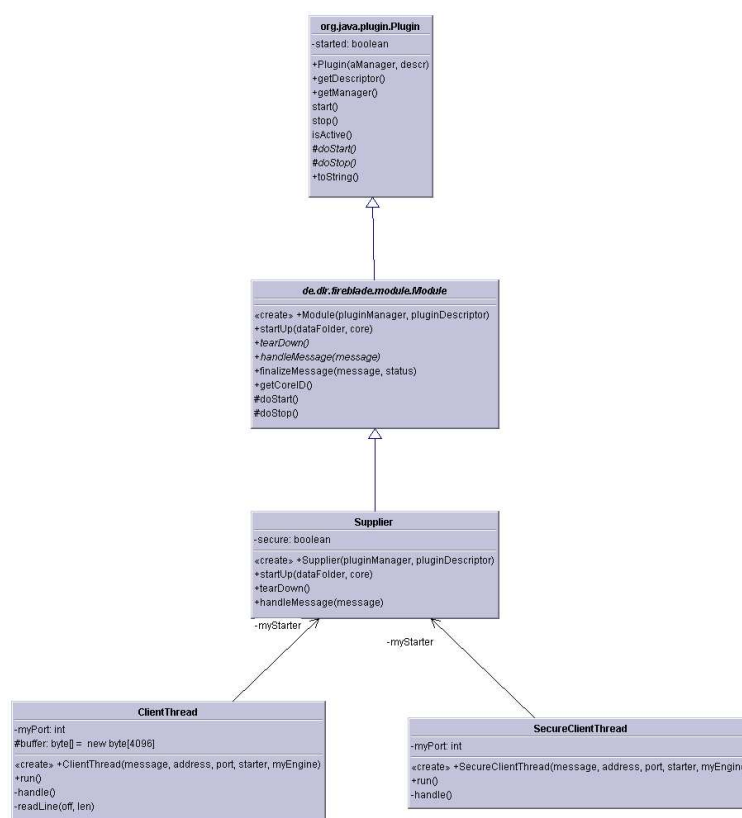 org.java.plugin.Plugin
-started: boolean
+Plugin(aManager, descr)
+getDescriptor()
+getManager()
start()
stop()
isActive()
#doStart()
#doStop()
+toString()
de.dlr.fireblade.module.Module
«create» +Module(pluginManager, pluginDescriptor)
+startUp(dataFolder, core)
+tearDown()
+handleMessage(message)
+finalizeMessage(message, status)
+getCoreID()
#doStart()
#doStop()
Supplier
-secure: boolean
«create» +Supplier(pluginManager, pluginDescriptor)
+startUp(dataFolder, core)
+tearDown()
+handleMessage(message)
-myStarter
-myStarter
ClientThread
-myPort: int
#buffer: byte[] = new byte[4096]
«create» +ClientThread(message, address, port, starter, myEngine)
+run()
-handle()
-readLine(off, len)
SecureClientThread
-myPort: int
«create» +SecureClientThread(message, address, port, starter, myEngine)
+run()
-handle()